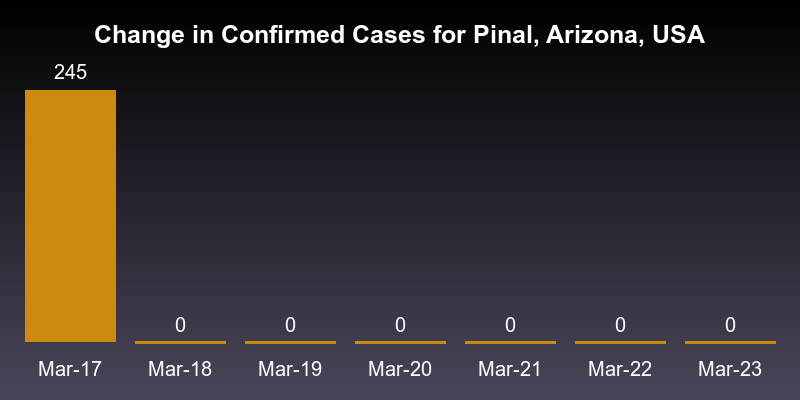 Change in Confirmed Cases for Pinal, Arizona, USA
245
0 0 0 0 0 0
Mar-17 Mar-18 Mar-19 Mar-20 Mar-21 Mar-22 Mar-23